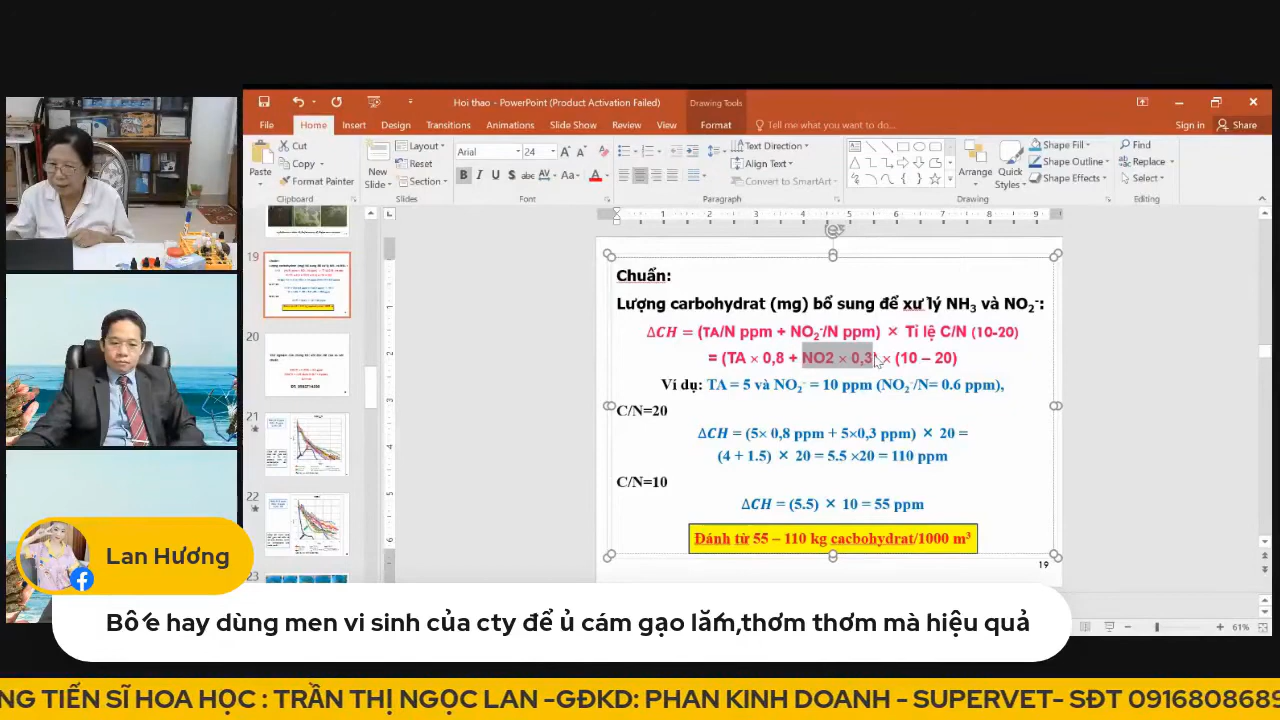 Hoi thao - PowerPoint (Product Activation Failed)
Drawing Tools
File Home Insert Design Transitions Animations Slide Show Review View Format Tell me what you want to do... Sign in Share
Paste
Cut
Copy
Format Painter
Clipboard
New Slide
Layout
Reset
Section
Slides
Arial 24
Font
Text Direction
Align Text
Convert to SmartArt
Paragraph
Arrange
Quick Styles
Shape Fill
Shape Outline
Shape Effects
Drawing
Find
Replace
Select
Editing
19
20
21
22
23
Chuẩn:
Lượng carbohydrat (mg) bổ sung để xư lý NH₃ và NO₂⁻:
Δ𝐶𝐻 = (TA/N ppm + NO₂⁻/N ppm) × Tỉ lệ C/N (10-20)
= (TA × 0,8 + NO2 × 0,3 × (10 – 20)
Ví dụ: TA = 5 và NO₂⁻ = 10 ppm (NO₂⁻/N= 0.6 ppm),
C/N=20
Δ𝐶𝐻 = (5× 0,8 ppm + 5×0,3 ppm) × 20 =
(4 + 1.5) × 20 = 5.5 ×20 = 110 ppm
C/N=10
Δ𝐶𝐻 = (5.5) × 10 = 55 ppm
Đánh từ 55 – 110 kg cacbohydrat/1000 m³
19
61%
Lan Hương
Bố e hay dùng men vi sinh của cty để ủ cám gạo lắm,thơm thơm mà hiệu quả
NG TIẾN SĨ HOA HỌC : TRẦN THỊ NGỌC LAN -GĐKD: PHAN KINH DOANH - SUPERVET- SĐT 0916808689